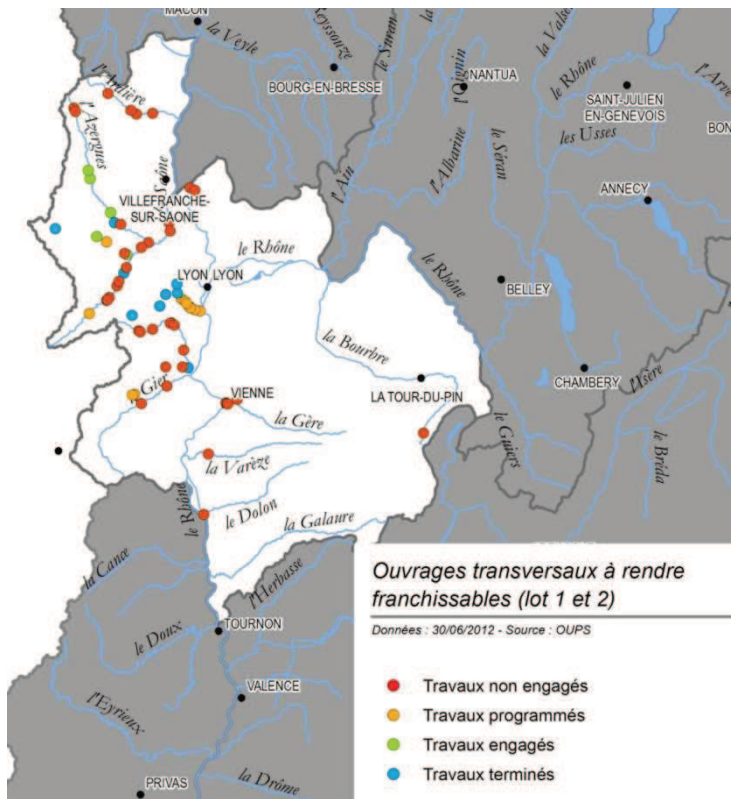 MACON
la Veyle
Reyssouze
le Suran
la Valse
l'Ardière
BOURG-EN-BRESSE
l'Oignin
NANTUA
le Rhône
l'Arve
SAINT-JULIEN
EN-GENEVOIS
l'Azergues
la Saône
l'Albarine
le Séran
les Usses
BON
l'Ain
VILLEFRANCHE-
SUR-SAONE
ANNECY
le Rhône
LYON LYON
le Rhône
BELLEY
la Bourbre
CHAMBERY
l'Isère
le Gier
VIENNE
LA TOUR-DU-PIN
la Gère
le Guiers
le Bréda
la Varèze
le Rhône
le Dolon
la Galaure
la Cance
l'Herbasse
Ouvrages transversaux à rendre
franchissables (lot 1 et 2)
Données : 30/06/2012 - Source : OUPS
le Doux
TOURNON
Travaux non engagés
l'Eyrieux
VALENCE
Travaux programmés
Travaux engagés
la Drôme
Travaux terminés
PRIVAS